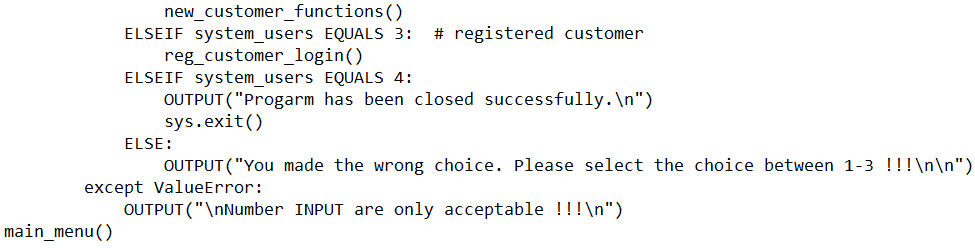 new_customer_functions()
            ELSEIF system_users EQUALS 3:  # registered customer
                reg_customer_login()
            ELSEIF system_users EQUALS 4:
                OUTPUT("Progarm has been closed successfully.\n")
                sys.exit()
            ELSE:
                OUTPUT("You made the wrong choice. Please select the choice between 1-3 !!!\n\n")
        except ValueError:
            OUTPUT("\nNumber INPUT are only acceptable !!!\n")
main_menu()